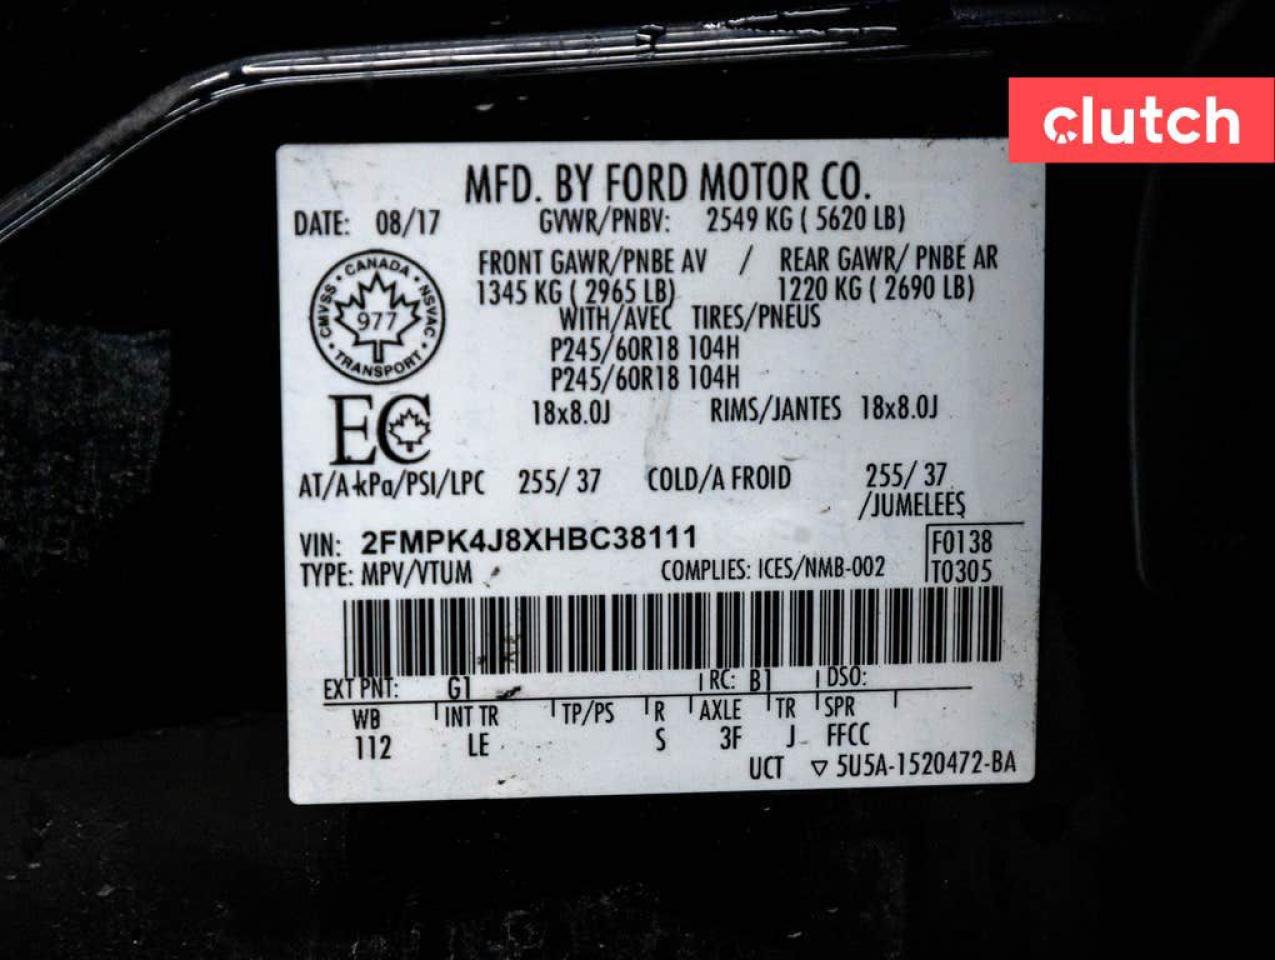 clutch
MFD. BY FORD MOTOR CO.
DATE: 08/17 GVWR/PNBV: 2549 KG ( 5620 LB)
FRONT GAWR/PNBE AV / REAR GAWR/ PNBE AR
1345 KG ( 2965 LB) 1220 KG ( 2690 LB)
WITH/AVEC TIRES/PNEUS
P245/60R18 104H
P245/60R18 104H
18x8.0J RIMS/JANTES 18x8.0J
CANADA
CMVSS 977 NSVAC
TRANSPORT
EC
AT/A-kPa/PSI/LPC 255/ 37 COLD/A FROID 255/ 37
/JUMELEES
VIN: 2FMPK4J8XHBC38111
F0138
TYPE: MPV/VTUM COMPLIES: ICES/NMB-002 T0305
EXT PNT: G1 RC: B1 DSO:
WB INT TR TP/PS R AXLE TR SPR
112 LE S 3F J FFCC
UCT ▽ 5U5A-1520472-BA